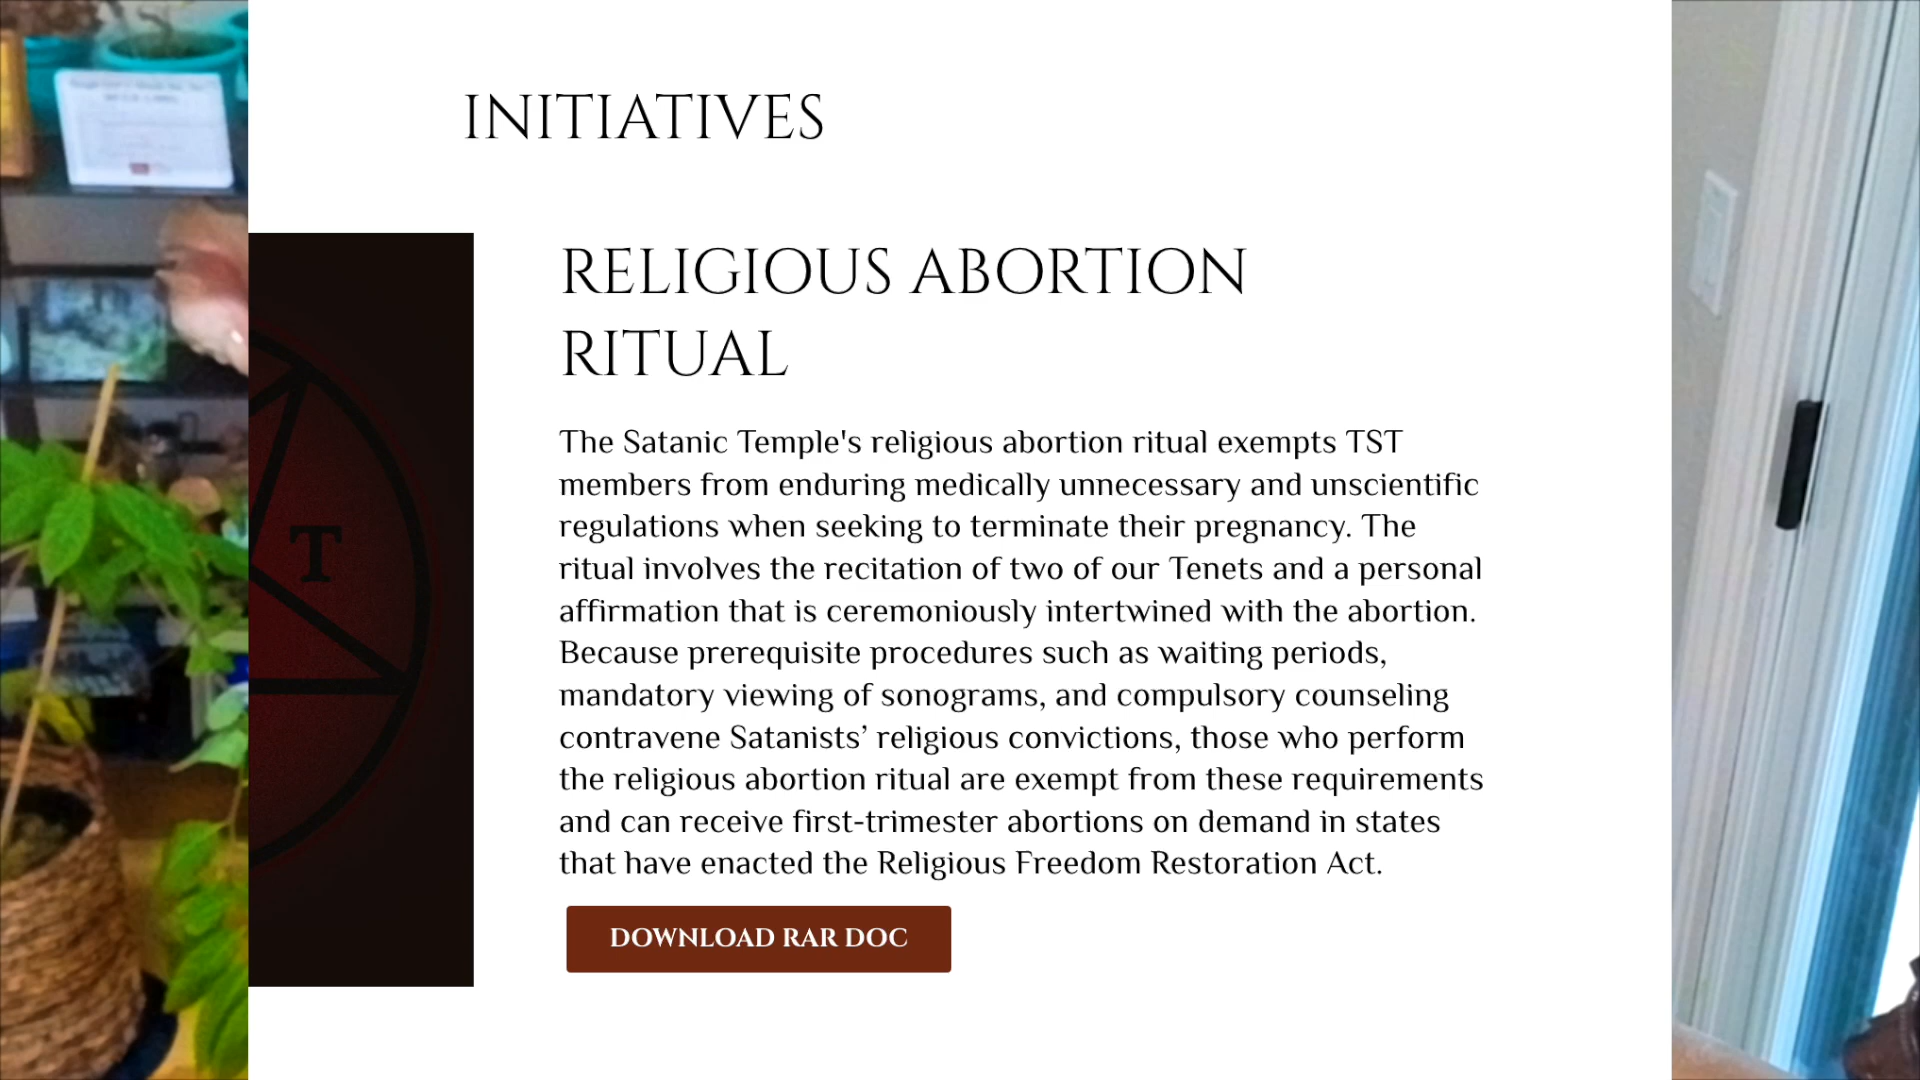 INITIATIVES
RELIGIOUS ABORTION
RITUAL
T
The Satanic Temple's religious abortion ritual exempts TST
members from enduring medically unnecessary and unscientific
regulations when seeking to terminate their pregnancy. The
ritual involves the recitation of two of our Tenets and a personal
affirmation that is ceremoniously intertwined with the abortion.
Because prerequisite procedures such as waiting periods,
mandatory viewing of sonograms, and compulsory counseling
contravene Satanists’ religious convictions, those who perform
the religious abortion ritual are exempt from these requirements
and can receive first-trimester abortions on demand in states
that have enacted the Religious Freedom Restoration Act.
DOWNLOAD RAR DOC